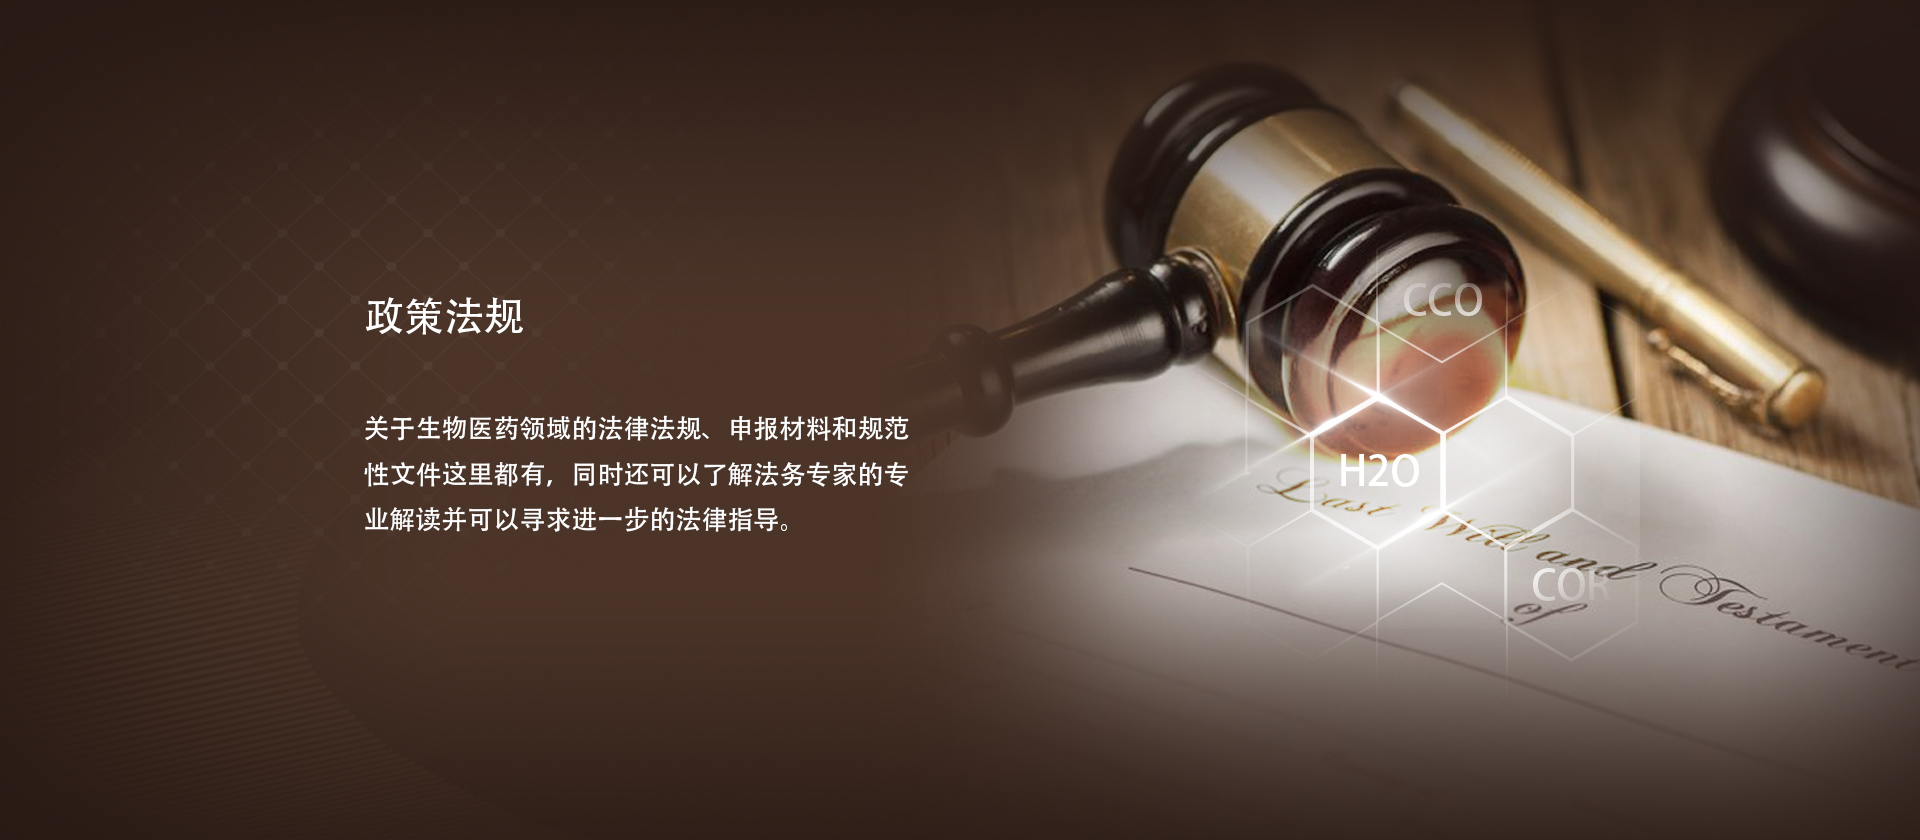 政策法规
关于生物医药领域的法律法规、申报材料和规范
性文件这里都有，同时还可以了解法务专家的专
业解读并可以寻求进一步的法律指导。
CCO
H2O
Last Will and Testament
COR
of